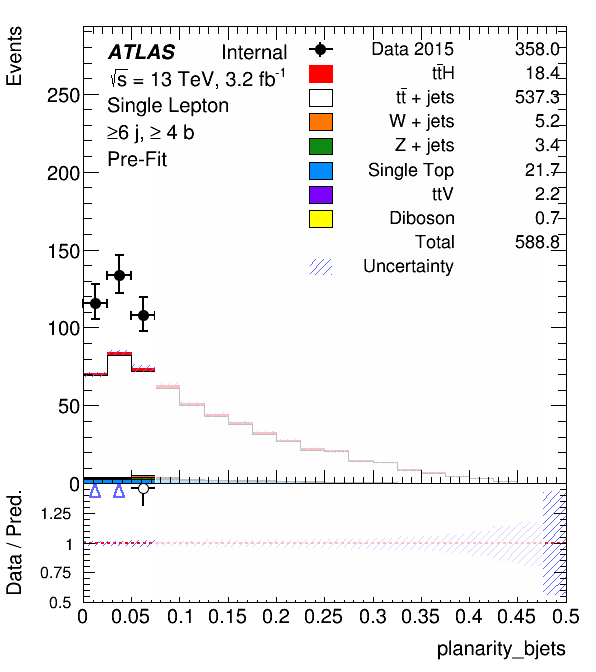 Events
ATLAS Internal
√s = 13 TeV, 3.2 fb-1
Single Lepton
≥6 j, ≥ 4 b
Pre-Fit
Data 2015 358.0
tt̄H 18.4
tt̄ + jets 537.3
W + jets 5.2
Z + jets 3.4
Single Top 21.7
ttV 2.2
Diboson 0.7
Total 588.8
Uncertainty
250
200
150
100
50
0
Data / Pred.
1.25
1
0.75
0.5
0 0.05 0.1 0.15 0.2 0.25 0.3 0.35 0.4 0.45 0.5
planarity_bjets